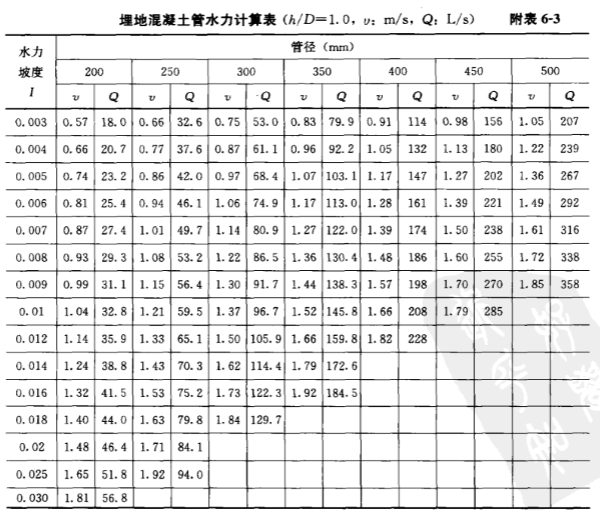 埋地混凝土管水力计算表(h/D=1.0, v: m/s, Q: L/s) 附表 6-3
水力坡度 I 管径 (mm)
200 250 300 350 400 450 500
v Q v Q v Q v Q v Q v Q v Q
0.003 0.57 18.0 0.66 32.6 0.75 53.0 0.83 79.9 0.91 114 0.98 156 1.05 207
0.004 0.66 20.7 0.77 37.6 0.87 61.1 0.96 92.2 1.05 132 1.13 180 1.22 239
0.005 0.74 23.2 0.86 42.0 0.97 68.4 1.07 103.1 1.17 147 1.27 202 1.36 267
0.006 0.81 25.4 0.94 46.1 1.06 74.9 1.17 113.0 1.28 161 1.39 221 1.49 292
0.007 0.87 27.4 1.01 49.7 1.14 80.9 1.27 122.0 1.39 174 1.50 238 1.61 316
0.008 0.93 29.3 1.08 53.2 1.22 86.5 1.36 130.4 1.48 186 1.60 255 1.72 338
0.009 0.99 31.1 1.15 56.4 1.30 91.7 1.44 138.3 1.57 198 1.70 270 1.85 358
0.01 1.04 32.8 1.21 59.5 1.37 96.7 1.52 145.8 1.66 208 1.79 285
0.012 1.14 35.9 1.33 65.1 1.50 105.9 1.66 159.8 1.82 228
0.014 1.24 38.8 1.43 70.3 1.62 114.4 1.79 172.6
0.016 1.32 41.5 1.53 75.2 1.73 122.3 1.92 184.5
0.018 1.40 44.0 1.63 79.8 1.84 129.7
0.02 1.48 46.4 1.71 84.1
0.025 1.65 51.8 1.92 94.0
0.030 1.81 56.8